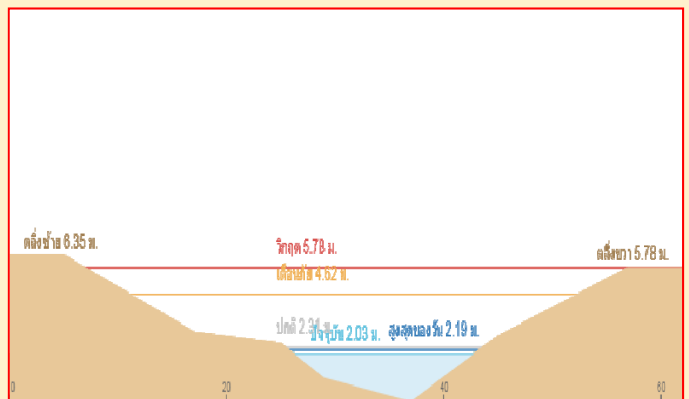 ตลิ่งซ้าย 6.35 ม.
วิกฤต 5.78 ม.
ตลิ่งขวา 5.78 ม.
เตือนภัย 4.62 ม.
ปกติ 2.31 ม.
ปัจจุบัน 2.03 ม.
สูงสุดของวัน 2.19 ม.
0 20 40 60